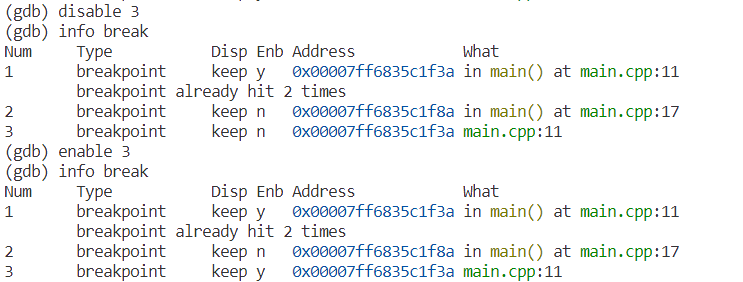 (gdb) disable 3
(gdb) info break
Num     Type           Disp Enb Address            What
1       breakpoint     keep y   0x00007ff6835c1f3a in main() at main.cpp:11
        breakpoint already hit 2 times
2       breakpoint     keep n   0x00007ff6835c1f8a in main() at main.cpp:17
3       breakpoint     keep n   0x00007ff6835c1f3a main.cpp:11
(gdb) enable 3
(gdb) info break
Num     Type           Disp Enb Address            What
1       breakpoint     keep y   0x00007ff6835c1f3a in main() at main.cpp:11
        breakpoint already hit 2 times
2       breakpoint     keep n   0x00007ff6835c1f8a in main() at main.cpp:17
3       breakpoint     keep y   0x00007ff6835c1f3a main.cpp:11